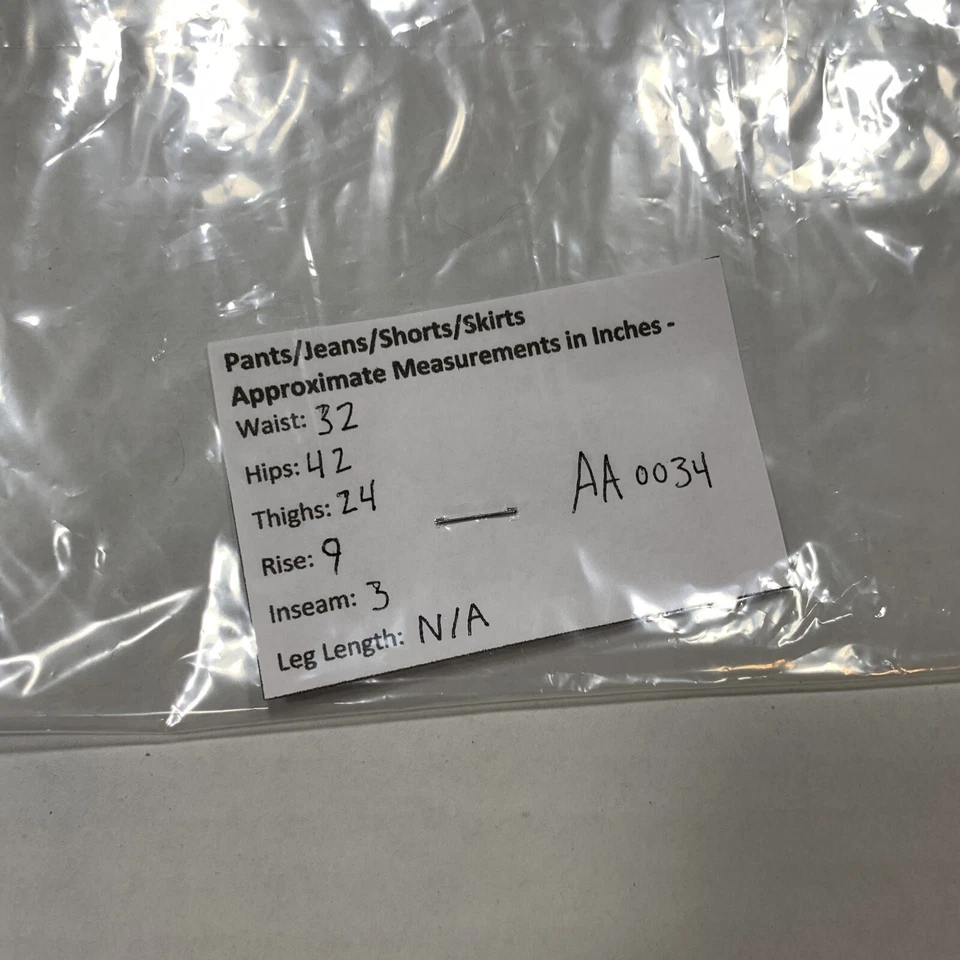 Pants/Jeans/Shorts/Skirts
Approximate Measurements in Inches -
Waist: 32
Hips: 42
Thighs: 24
AA 0034
Rise: 9
Inseam: 3
Leg Length: N/A